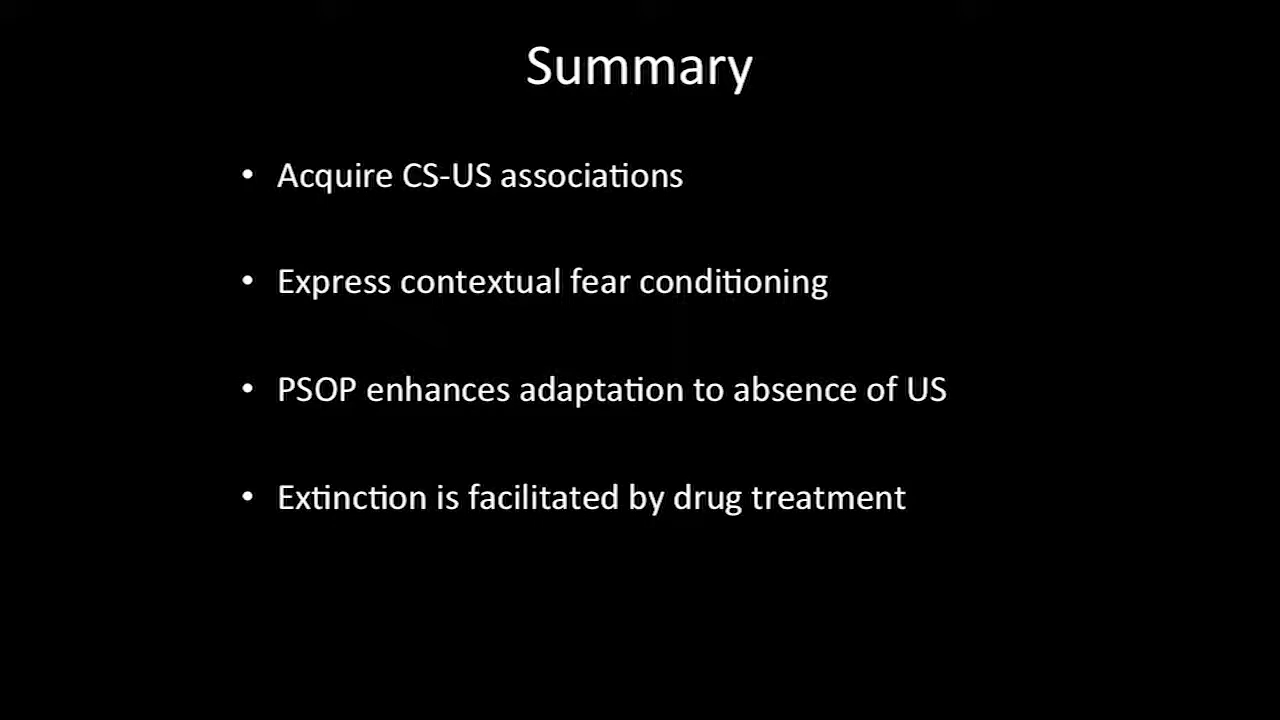 Summary
• Acquire CS-US associations
• Express contextual fear conditioning
• PSOP enhances adaptation to absence of US
• Extinction is facilitated by drug treatment